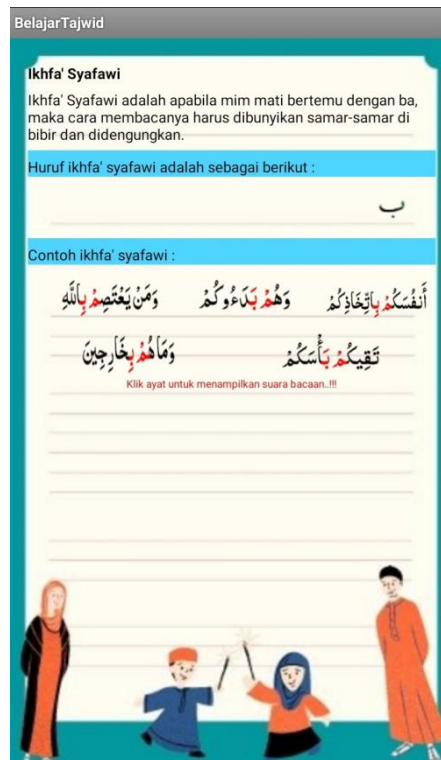 BelajarTajwid
Ikhfa' Syafawi
Ikhfa' Syafawi adalah apabila mim mati bertemu dengan ba,
maka cara membacanya harus dibunyikan samar-samar di
bibir dan didengungkan.
Huruf ikhfa' syafawi adalah sebagai berikut :
ب
Contoh ikhfa' syafawi :
أَنفُسَكُمْ بِاتِّخَاذِكُمُ وَهُمْ بَدَءُوكُمْ وَمَنْ يَعْتَصِمْ بِاللَّهِ
تَقِيكُمْ بَأْسَكُمْ وَمَا هُمْ بِخَارِجِينَ
Klik ayat untuk menampilkan suara bacaan..!!!